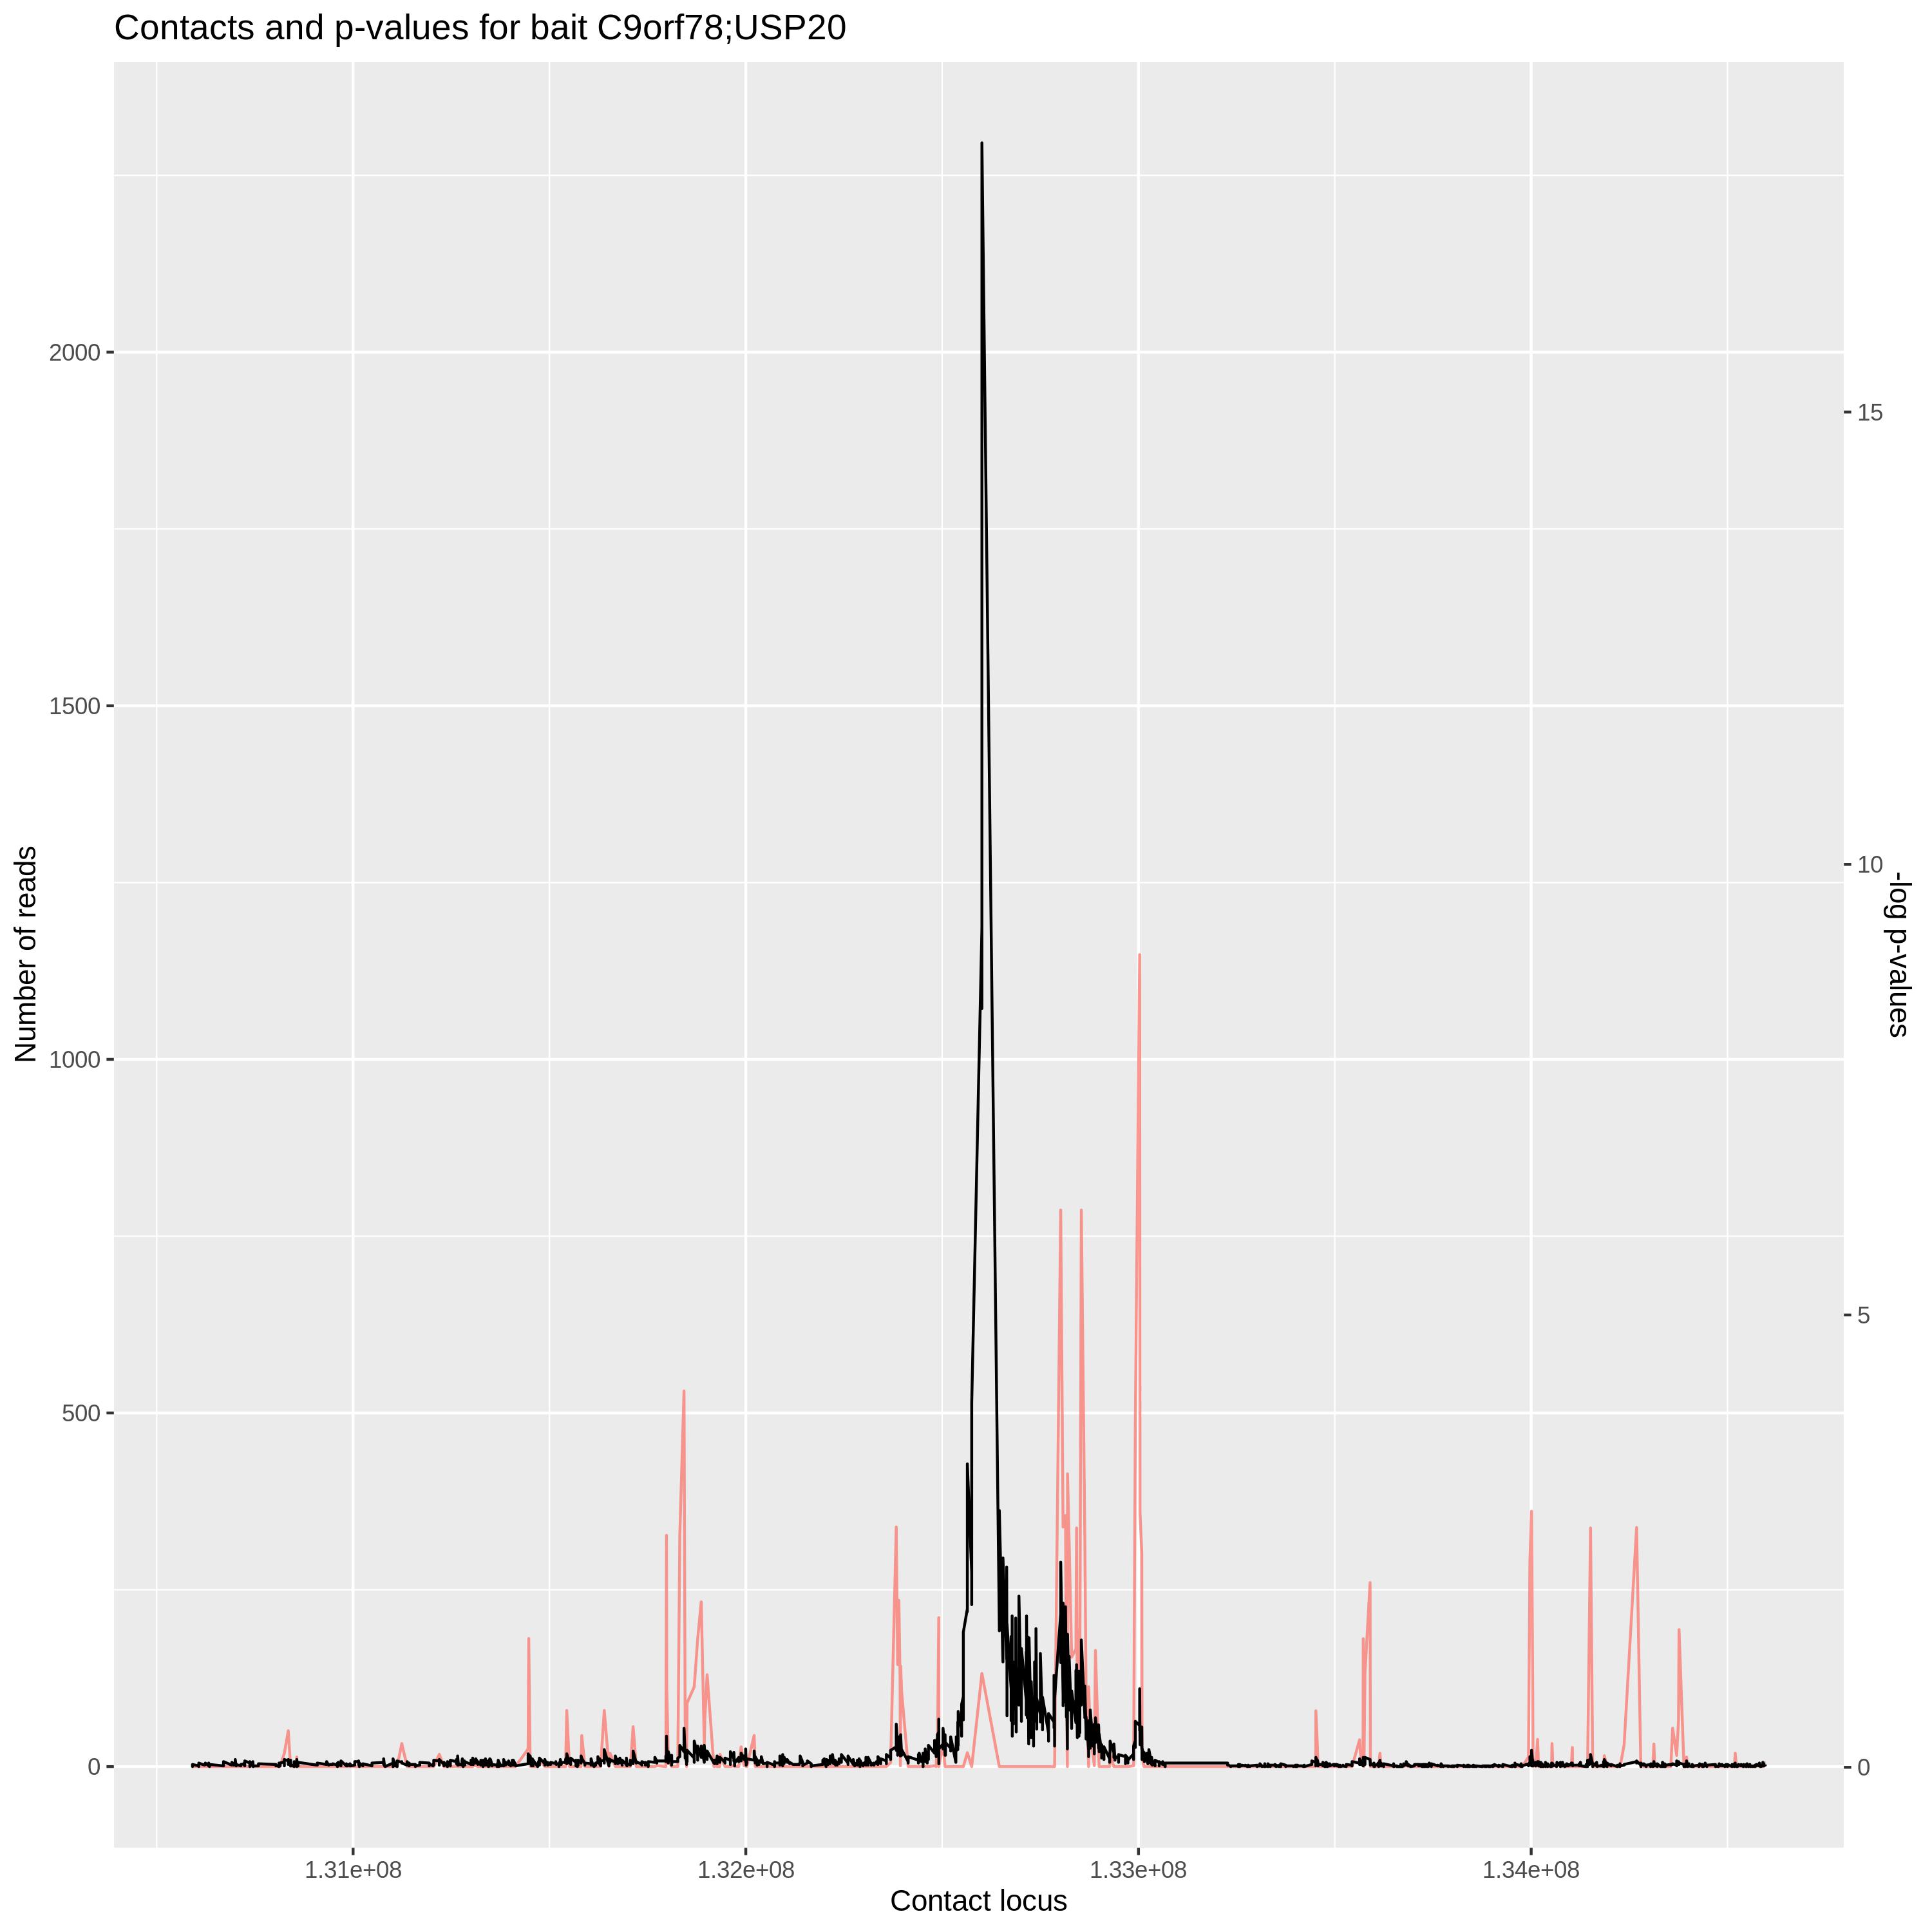 Contacts and p-values for bait C9orf78;USP20
Number of reads
2000
1500
1000
500
0
15
10
5
0
-log p-values
1.31e+08
1.32e+08
1.33e+08
1.34e+08
Contact locus